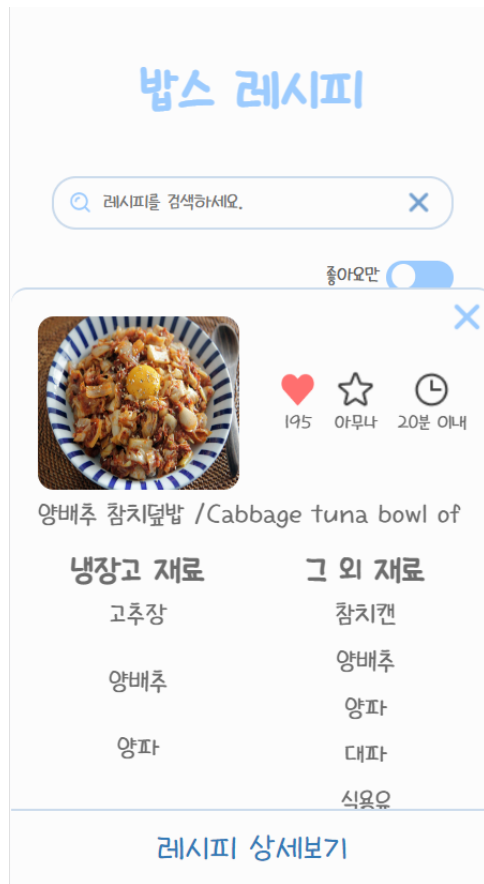 밥스 레시피
레시피를 검색하세요.
좋아요만
195 아무나 20분 이내
양배추 참치덮밥 /Cabbage tuna bowl of
냉장고 재료 그 외 재료
고추장 참치캔
양배추 양배추
양파 양파
대파
식용유
레시피 상세보기